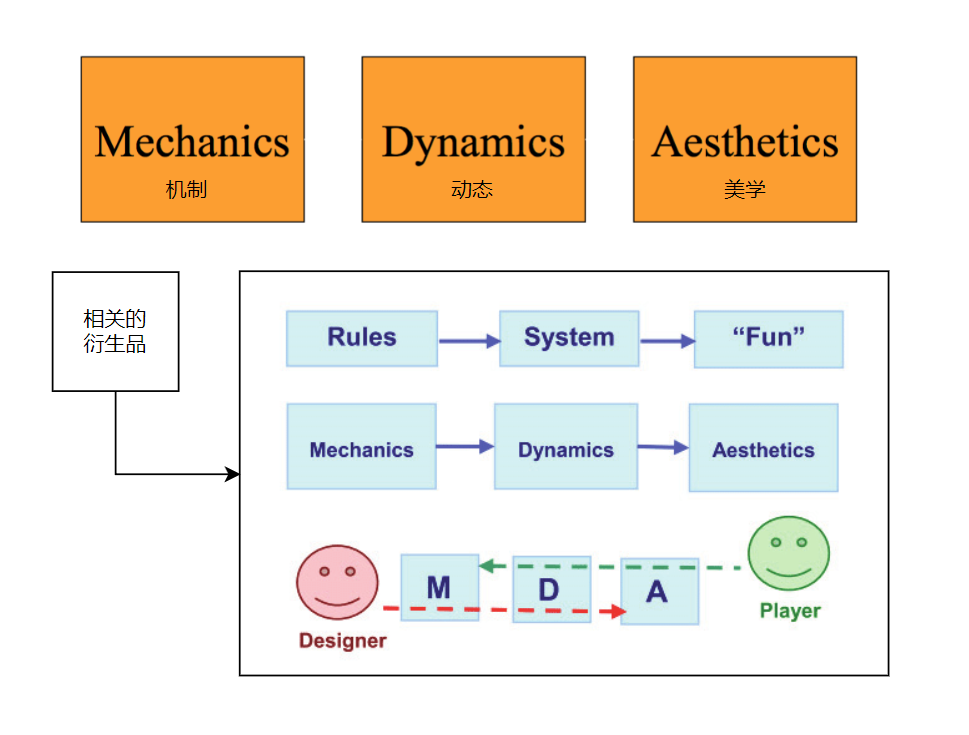 Mechanics
机制
Dynamics
动态
Aesthetics
美学
相关的
衍生品
Rules
System
“Fun”
Mechanics
Dynamics
Aesthetics
M
D
A
Designer
Player